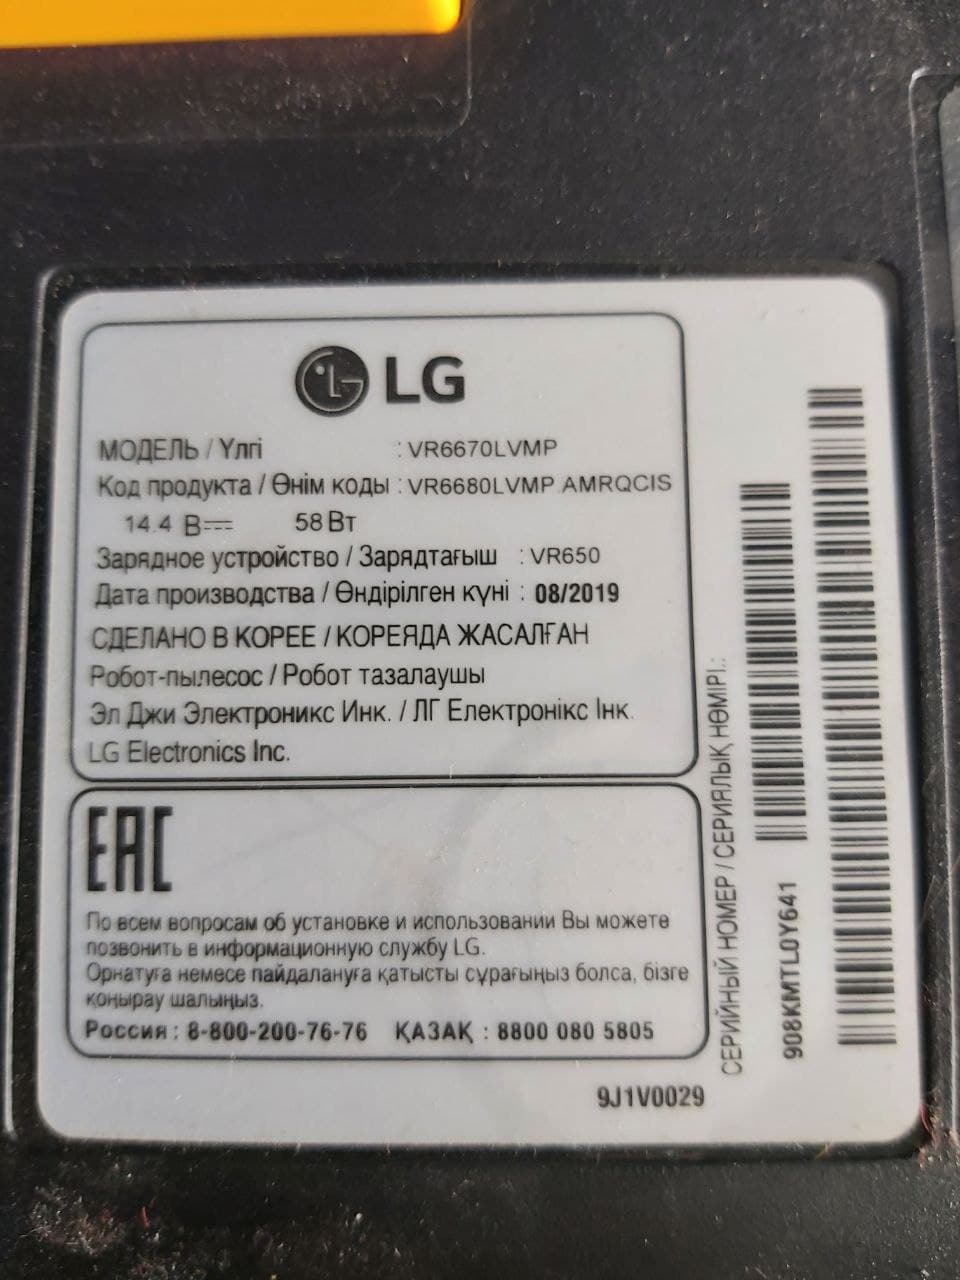 LG
МОДЕЛЬ / Үлгі : VR6670LVMP
Код продукта / Өнім коды : VR6680LVMP.AMRQCIS
14.4 В 58 Вт
Зарядное устройство / Зарядтағыш : VR650
Дата производства / Өндірілген күні : 08/2019
СДЕЛАНО В КОРЕЕ / КОРЕЯДА ЖАСАЛҒАН
Робот-пылесос / Робот тазалаушы
Эл Джи Электроникс Инк. / ЛГ Електронікс Інк.
LG Electronics Inc.
EAC
По всем вопросам об установке и использовании Вы можете
позвонить в информационную службу LG.
Орнатуға немесе пайдалануға қатысты сұрағыңыз болса, бізге
қоңырау шалыңыз.
Россия : 8-800-200-76-76 ҚАЗАҚ : 8800 080 5805
9J1V0029
СЕРИЙНЫЙ НОМЕР / СЕРИЯЛЫҚ НӨМІРІ.:
908KMTL0Y641